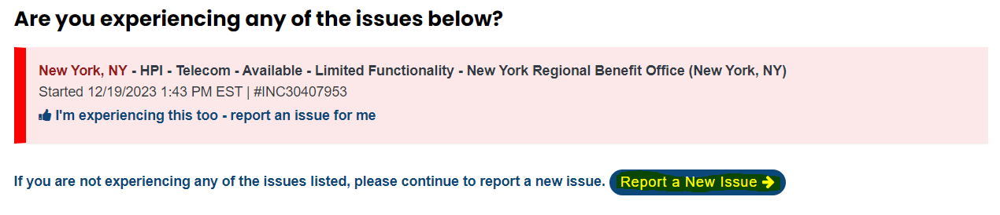 Are you experiencing any of the issues below?
New York, NY - HPI - Telecom - Available - Limited Functionality - New York Regional Benefit Office (New York, NY)
Started 12/19/2023 1:43 PM EST | #INC30407953
I'm experiencing this too - report an issue for me
If you are not experiencing any of the issues listed, please continue to report a new issue. Report a New Issue →